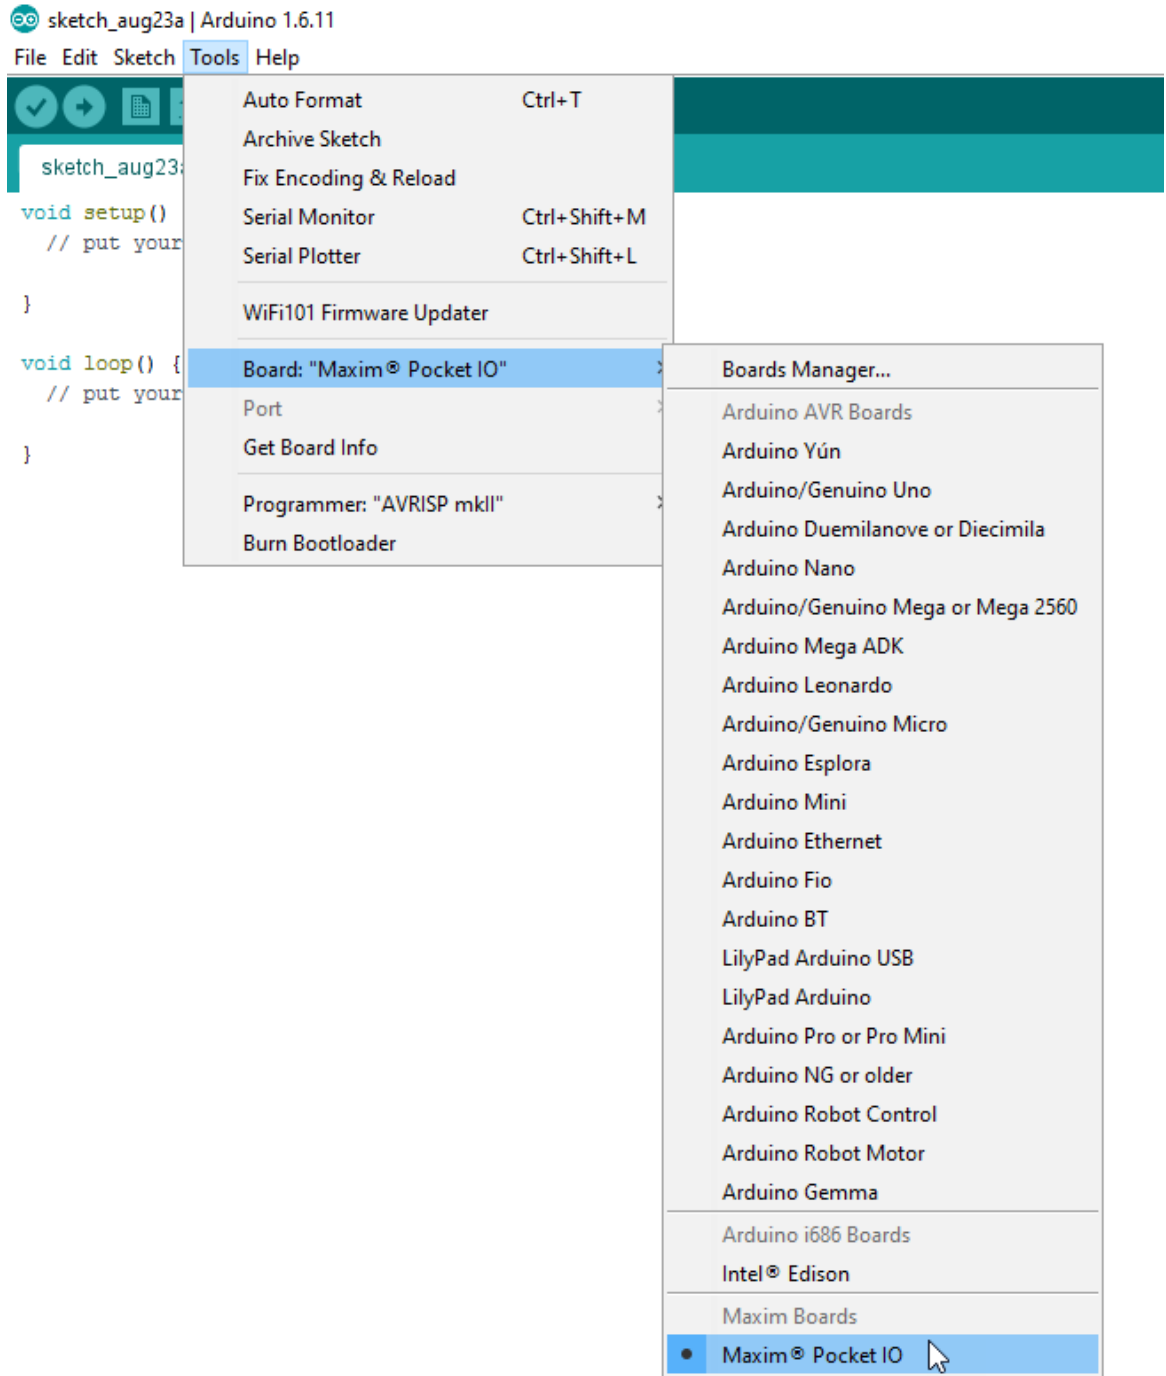 sketch_aug23a | Arduino 1.6.11
File Edit Sketch Tools Help
sketch_aug23a
void setup()
// put your
}
void loop() {
// put your
}
Auto Format Ctrl+T
Archive Sketch
Fix Encoding & Reload
Serial Monitor Ctrl+Shift+M
Serial Plotter Ctrl+Shift+L
WiFi101 Firmware Updater
Board: "Maxim® Pocket IO"
Port
Get Board Info
Programmer: "AVRISP mkII"
Burn Bootloader
Boards Manager...
Arduino AVR Boards
Arduino Yún
Arduino/Genuino Uno
Arduino Duemilanove or Diecimila
Arduino Nano
Arduino/Genuino Mega or Mega 2560
Arduino Mega ADK
Arduino Leonardo
Arduino/Genuino Micro
Arduino Esplora
Arduino Mini
Arduino Ethernet
Arduino Fio
Arduino BT
LilyPad Arduino USB
LilyPad Arduino
Arduino Pro or Pro Mini
Arduino NG or older
Arduino Robot Control
Arduino Robot Motor
Arduino Gemma
Arduino i686 Boards
Intel® Edison
Maxim Boards
Maxim® Pocket IO